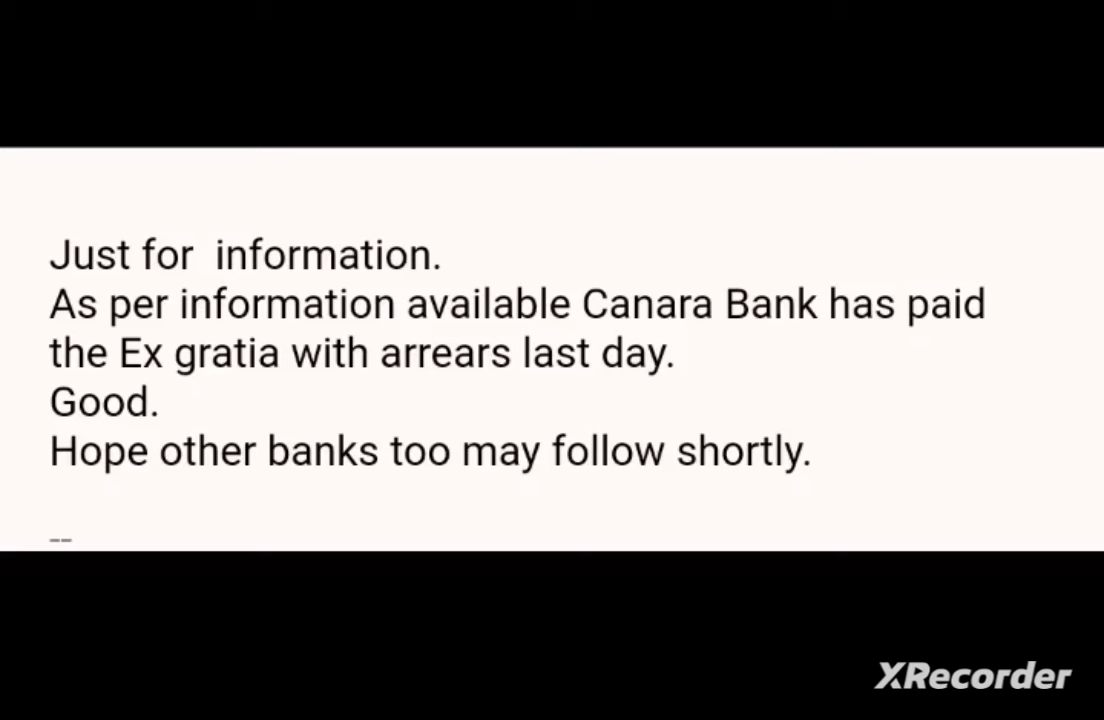 Just for  information.
As per information available Canara Bank has paid
the Ex gratia with arrears last day.
Good.
Hope other banks too may follow shortly.
--
XRecorder